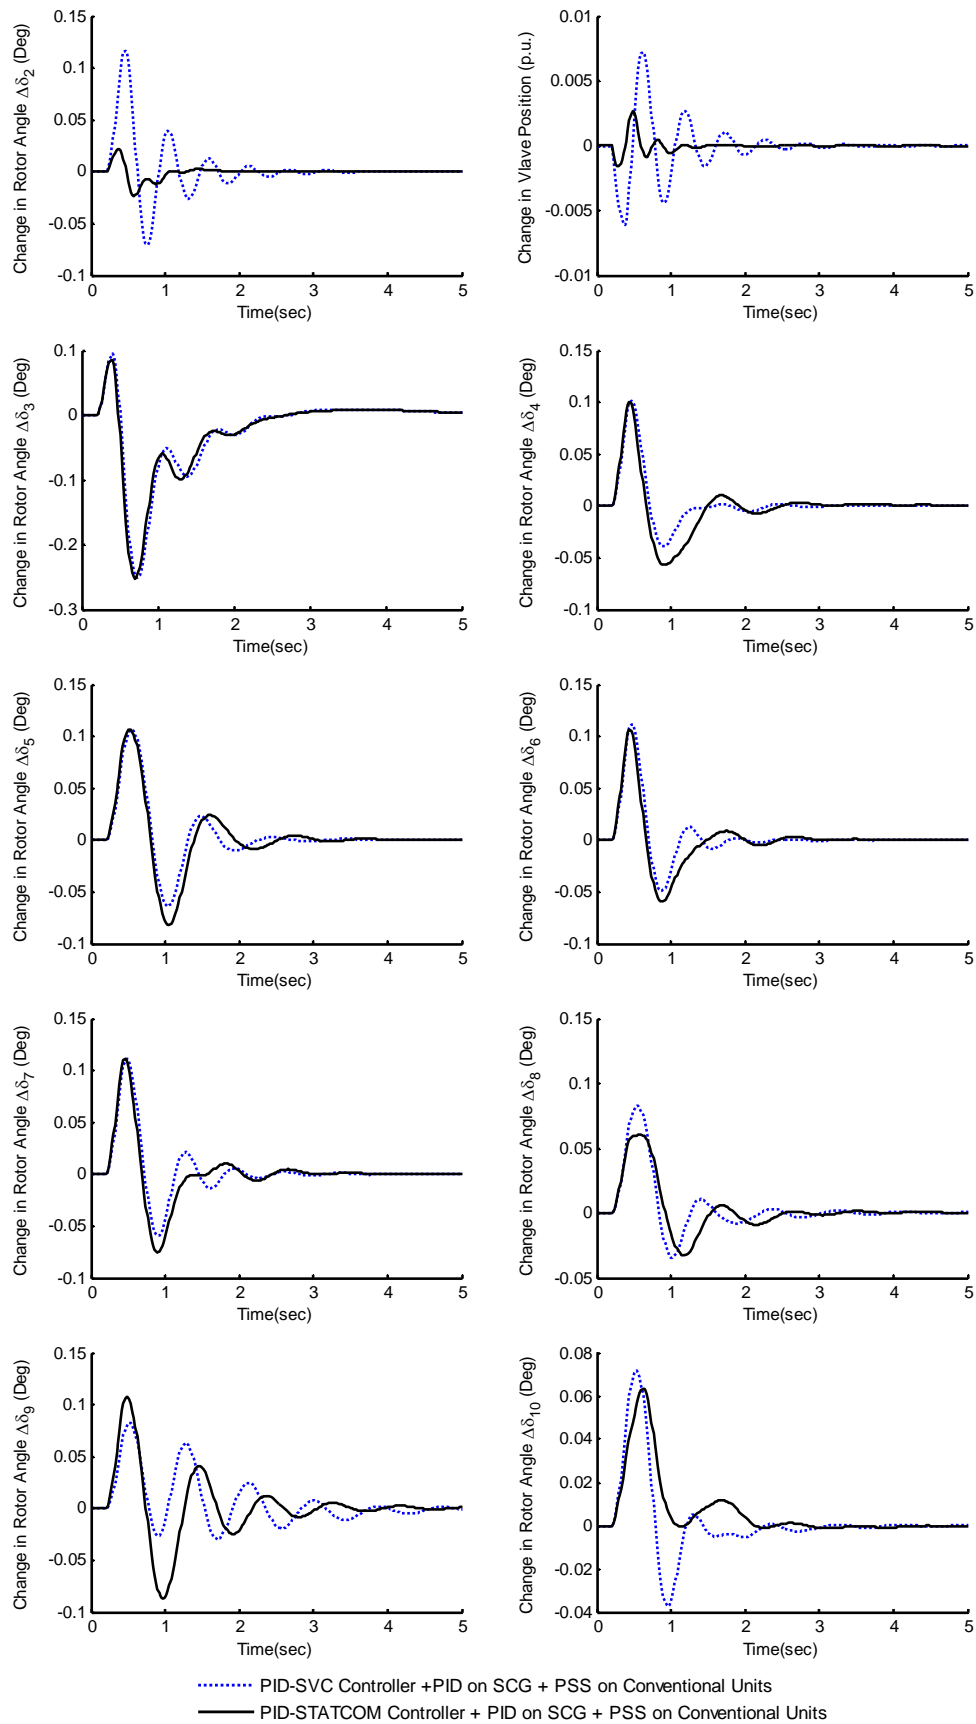 Change in Rotor Angle Δδ2 (Deg)
0.15
0.1
0.05
0
-0.05
-0.1
0 1 2 3 4 5
Time(sec)
Change in Vlave Position (p.u.)
0.01
0.005
0
-0.005
-0.01
0 1 2 3 4 5
Time(sec)
Change in Rotor Angle Δδ3 (Deg)
0.1
0
-0.1
-0.2
-0.3
0 1 2 3 4 5
Time(sec)
Change in Rotor Angle Δδ4 (Deg)
0.15
0.1
0.05
0
-0.05
-0.1
0 1 2 3 4 5
Time(sec)
Change in Rotor Angle Δδ5 (Deg)
0.15
0.1
0.05
0
-0.05
-0.1
0 1 2 3 4 5
Time(sec)
Change in Rotor Angle Δδ6 (Deg)
0.15
0.1
0.05
0
-0.05
-0.1
0 1 2 3 4 5
Time(sec)
Change in Rotor Angle Δδ7 (Deg)
0.15
0.1
0.05
0
-0.05
-0.1
0 1 2 3 4 5
Time(sec)
Change in Rotor Angle Δδ8 (Deg)
0.15
0.1
0.05
0
-0.05
0 1 2 3 4 5
Time(sec)
Change in Rotor Angle Δδ9 (Deg)
0.15
0.1
0.05
0
-0.05
-0.1
0 1 2 3 4 5
Time(sec)
Change in Rotor Angle Δδ10 (Deg)
0.08
0.06
0.04
0.02
0
-0.02
-0.04
0 1 2 3 4 5
Time(sec)
PID-SVC Controller +PID on SCG + PSS on Conventional Units
PID-STATCOM Controller + PID on SCG + PSS on Conventional Units